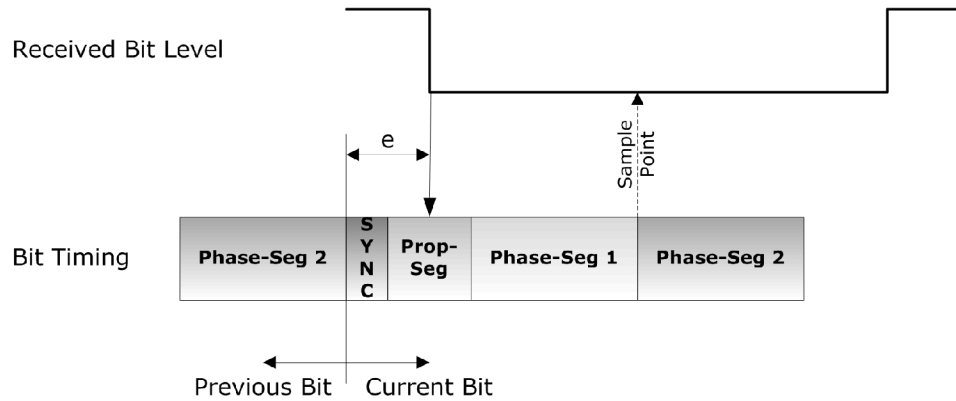 Received Bit Level
e
Sample
Point
Bit Timing
Phase-Seg 2
S
Y
N
C
Prop-
Seg
Phase-Seg 1
Phase-Seg 2
Previous Bit
Current Bit